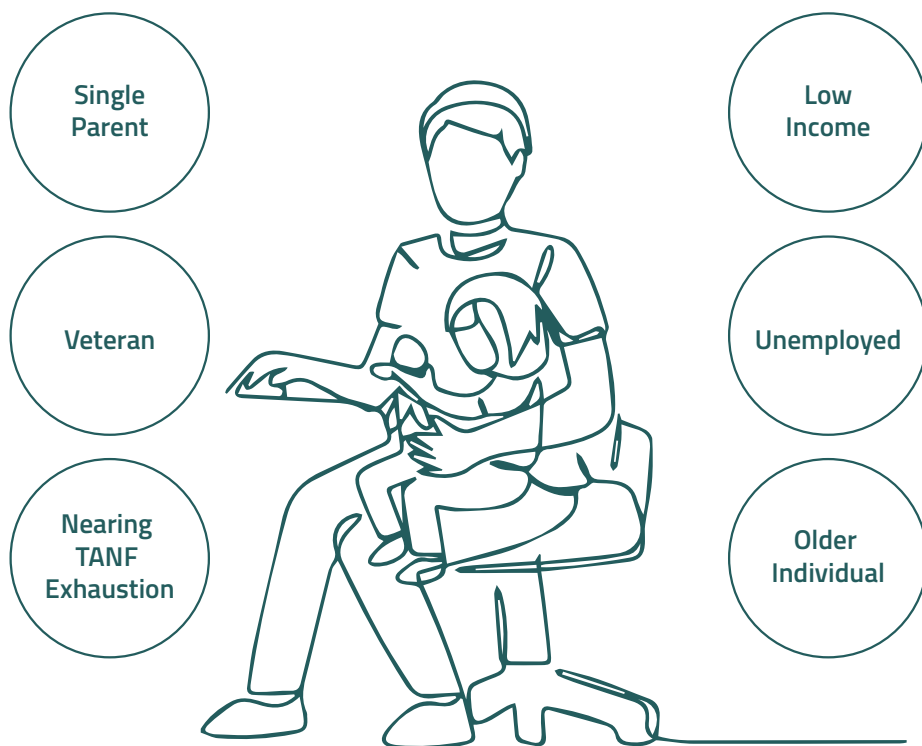 Single
Parent
Low
Income
Veteran
Unemployed
Nearing
TANF
Exhaustion
Older
Individual